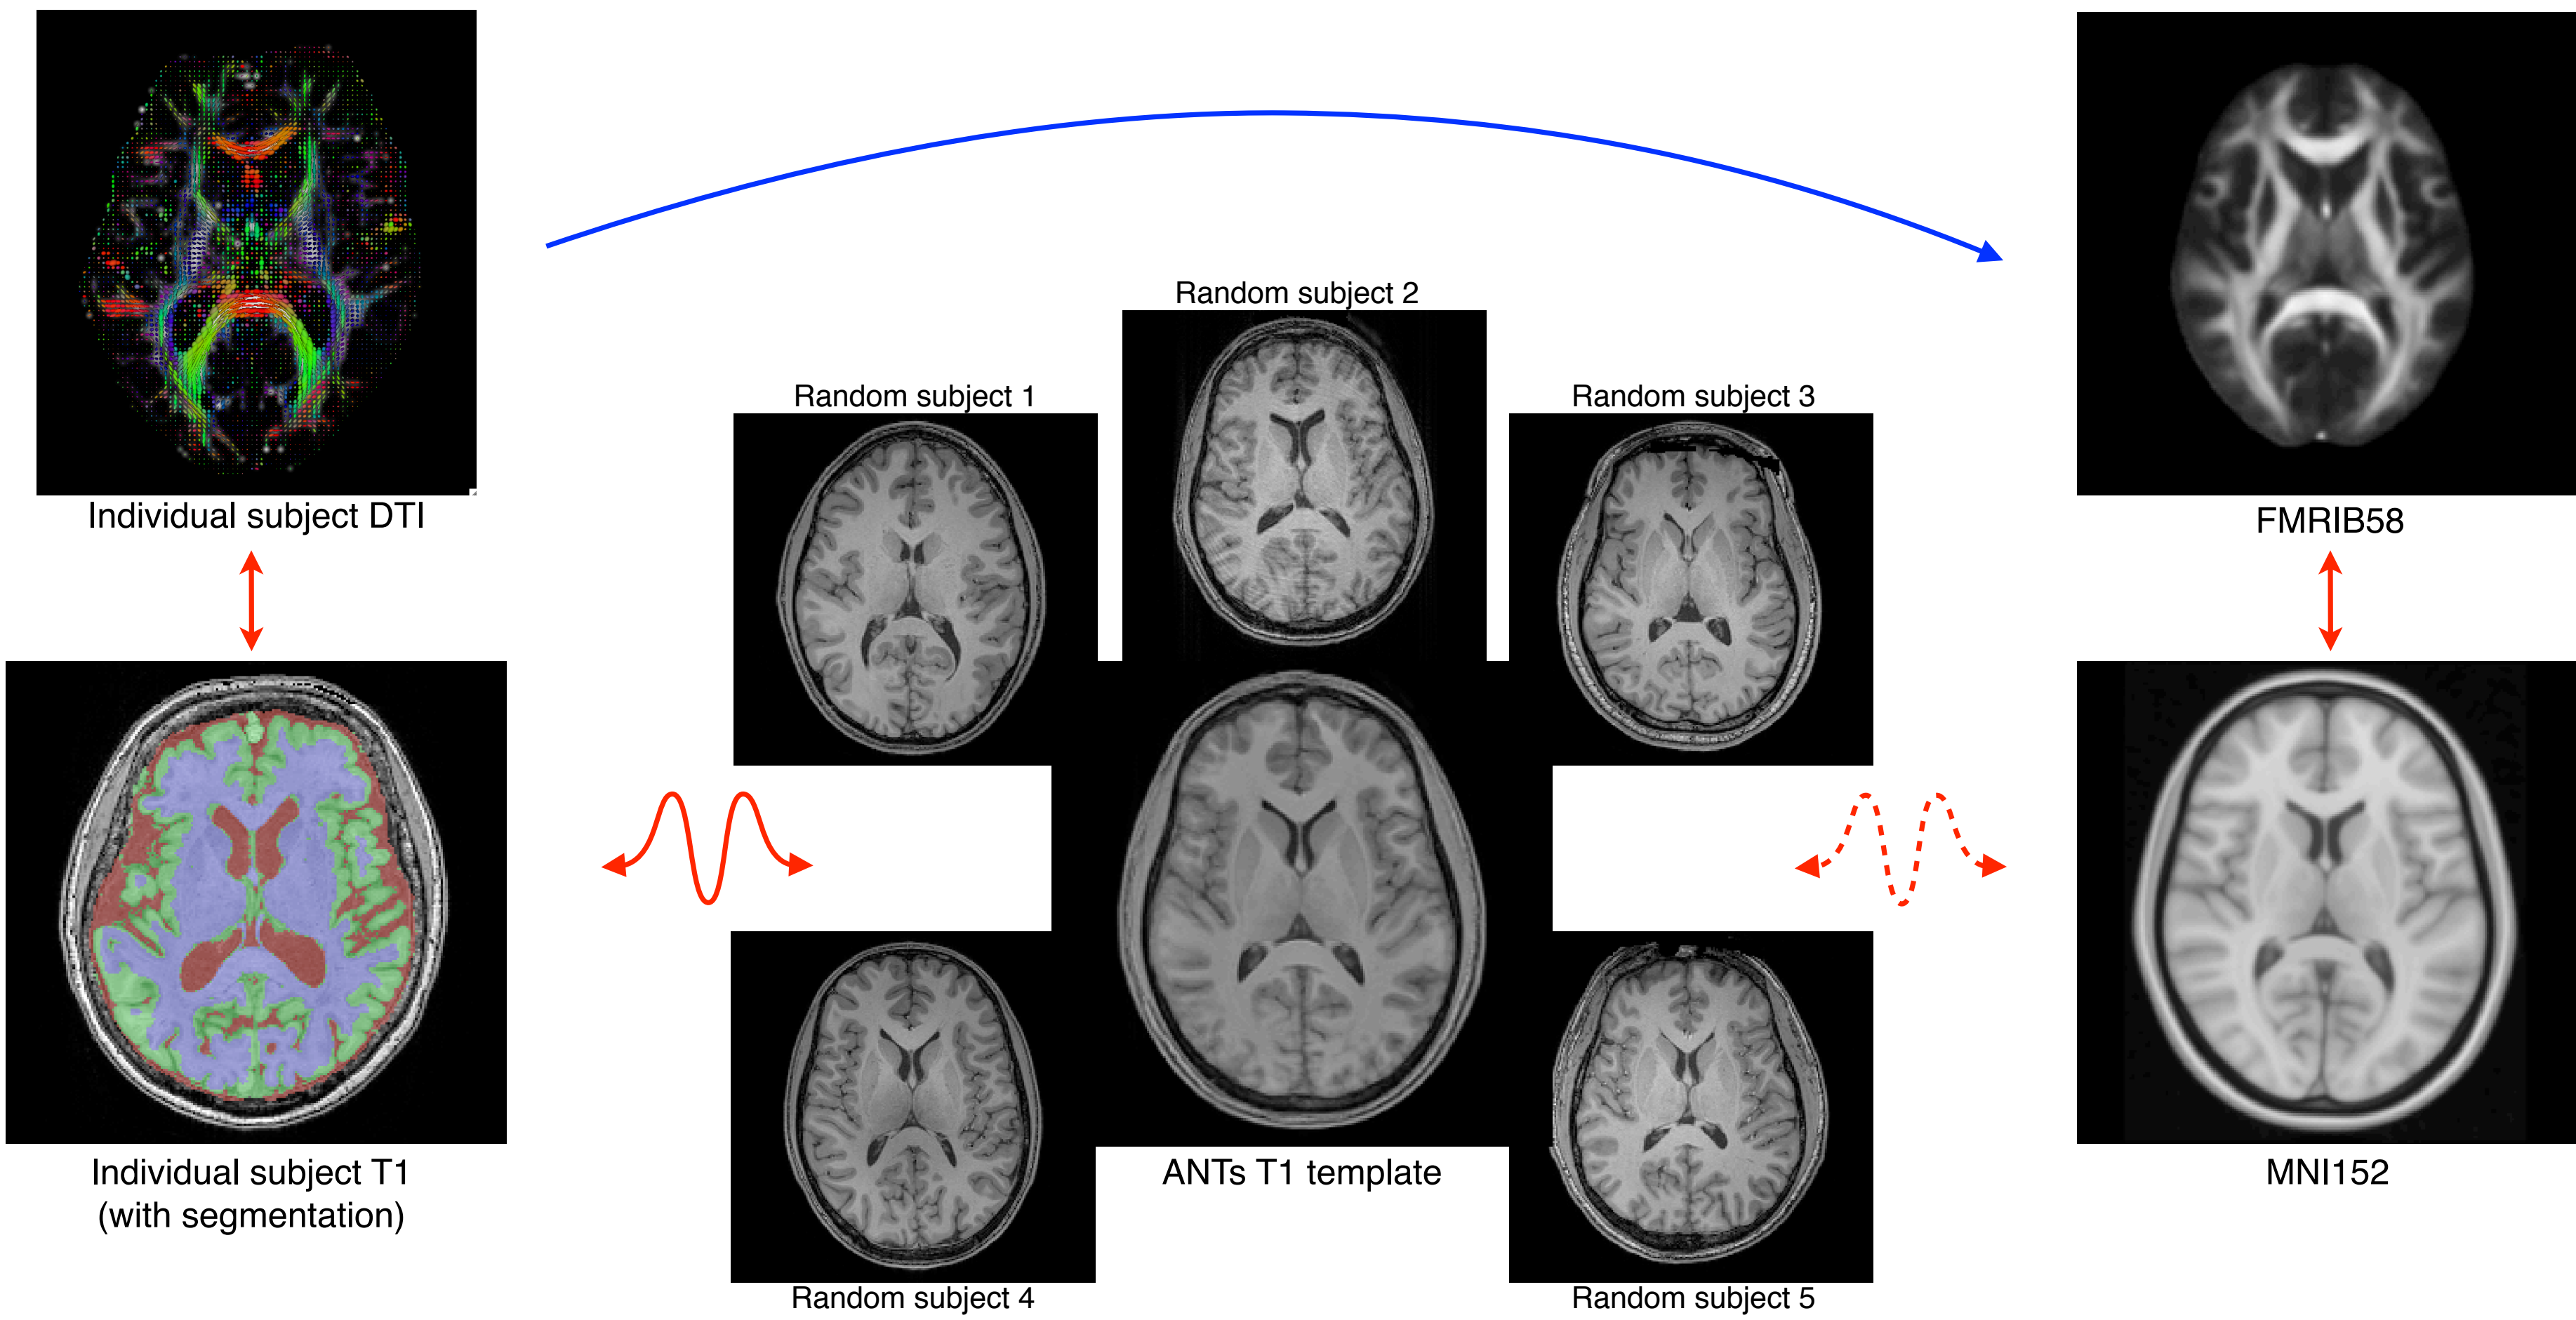 Random subject 2
Random subject 1
Random subject 3
Individual subject DTI
FMRIB58
Individual subject T1
(with segmentation)
ANTs T1 template
MNI152
Random subject 4
Random subject 5